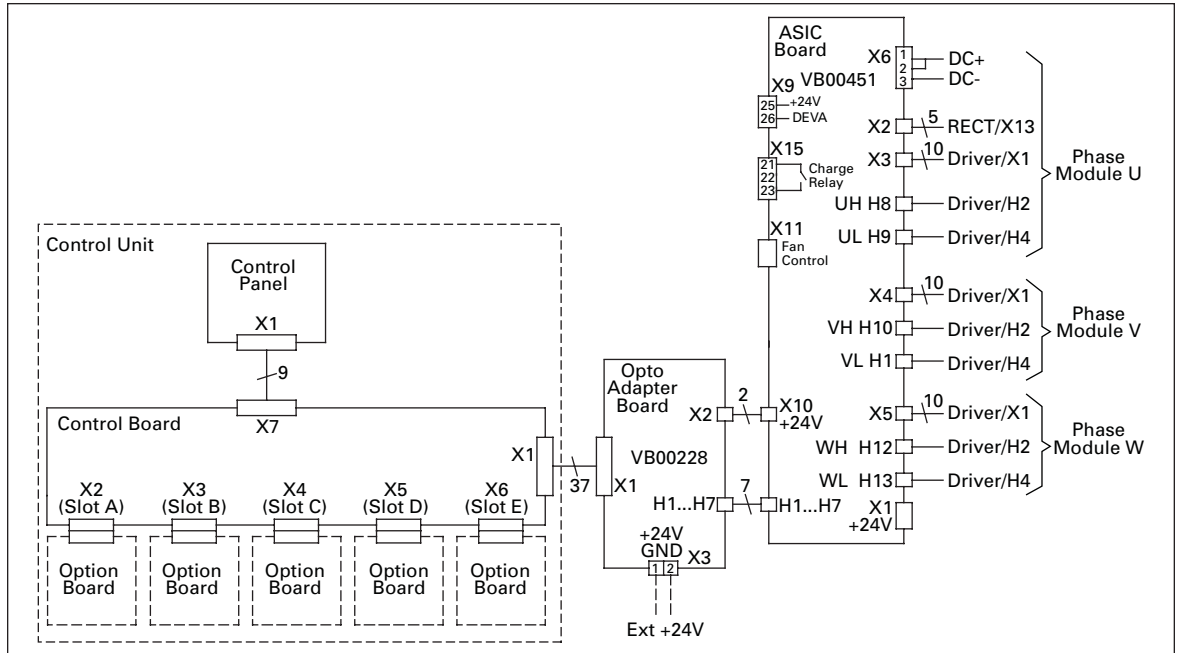 ASIC
Board
X6
1
2
3
DC+
DC-
VB00451
X9
25
+24V
26
DEVA
X2
5
RECT/X13
X15
21
22
23
Charge
Relay
X3
10
Driver/X1
Phase
Module U
UH H8
Driver/H2
X11
Fan
Control
UL H9
Driver/H4
X4
10
Driver/X1
VH H10
Driver/H2
Phase
Module V
VL H1
Driver/H4
X5
10
Driver/X1
WH H12
Driver/H2
Phase
Module W
WL H13
Driver/H4
X1
+24V
Control Unit
Control
Panel
X1
9
X7
Control Board
X1
37
X2
(Slot A)
X3
(Slot B)
X4
(Slot C)
X5
(Slot D)
X6
(Slot E)
Option
Board
Option
Board
Option
Board
Option
Board
Option
Board
Opto
Adapter
Board
X2
2
X10
+24V
VB00228
X1
H1...H7
7
H1...H7
+24V
GND
X3
1 2
Ext +24V